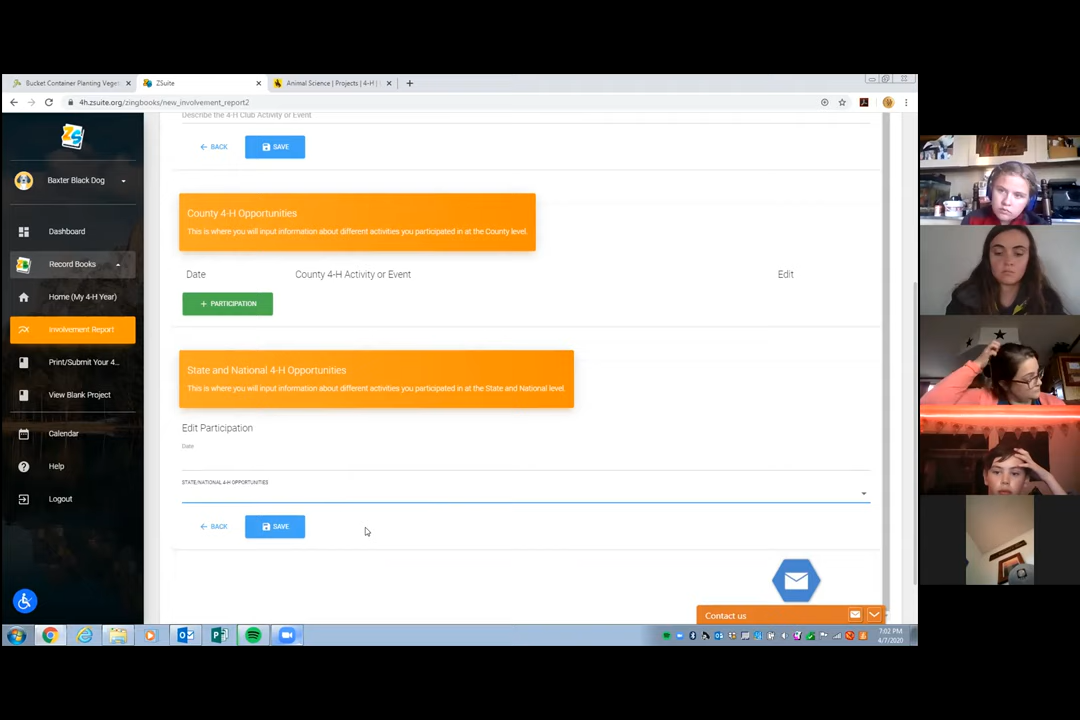 Bucket Container Planting Veget
ZSuite
Animal Science | Projects | 4-H |
4h.zsuite.org/zingbooks/new_involvement_report2
Baxter Black Dog
Dashboard
Record Books
Home (My 4-H Year)
Involvement Report
Print/Submit Your 4...
View Blank Project
Calendar
Help
Logout
Describe the 4-H Club Activity or Event
BACK
SAVE
County 4-H Opportunities
This is where you will input information about different activities you participated in at the County level.
Date
County 4-H Activity or Event
Edit
+ PARTICIPATION
State and National 4-H Opportunities
This is where you will input information about different activities you participated in at the State and National level.
Edit Participation
Date
STATE/NATIONAL 4-H OPPORTUNITIES
BACK
SAVE
Contact us
7:02 PM
4/7/2020